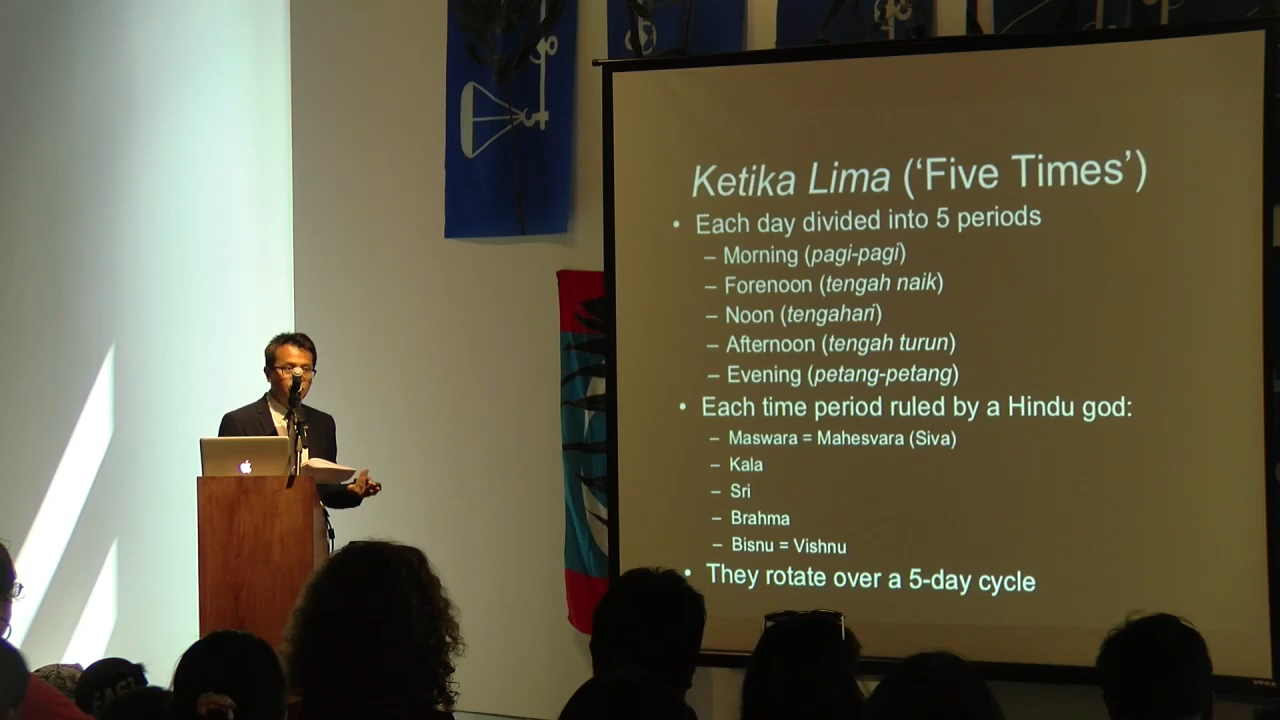 Ketika Lima (‘Five Times’)
• Each day divided into 5 periods
– Morning (pagi-pagi)
– Forenoon (tengah naik)
– Noon (tengahari)
– Afternoon (tengah turun)
– Evening (petang-petang)
• Each time period ruled by a Hindu god:
– Maswara = Mahesvara (Siva)
– Kala
– Sri
– Brahma
– Bisnu = Vishnu
• They rotate over a 5-day cycle